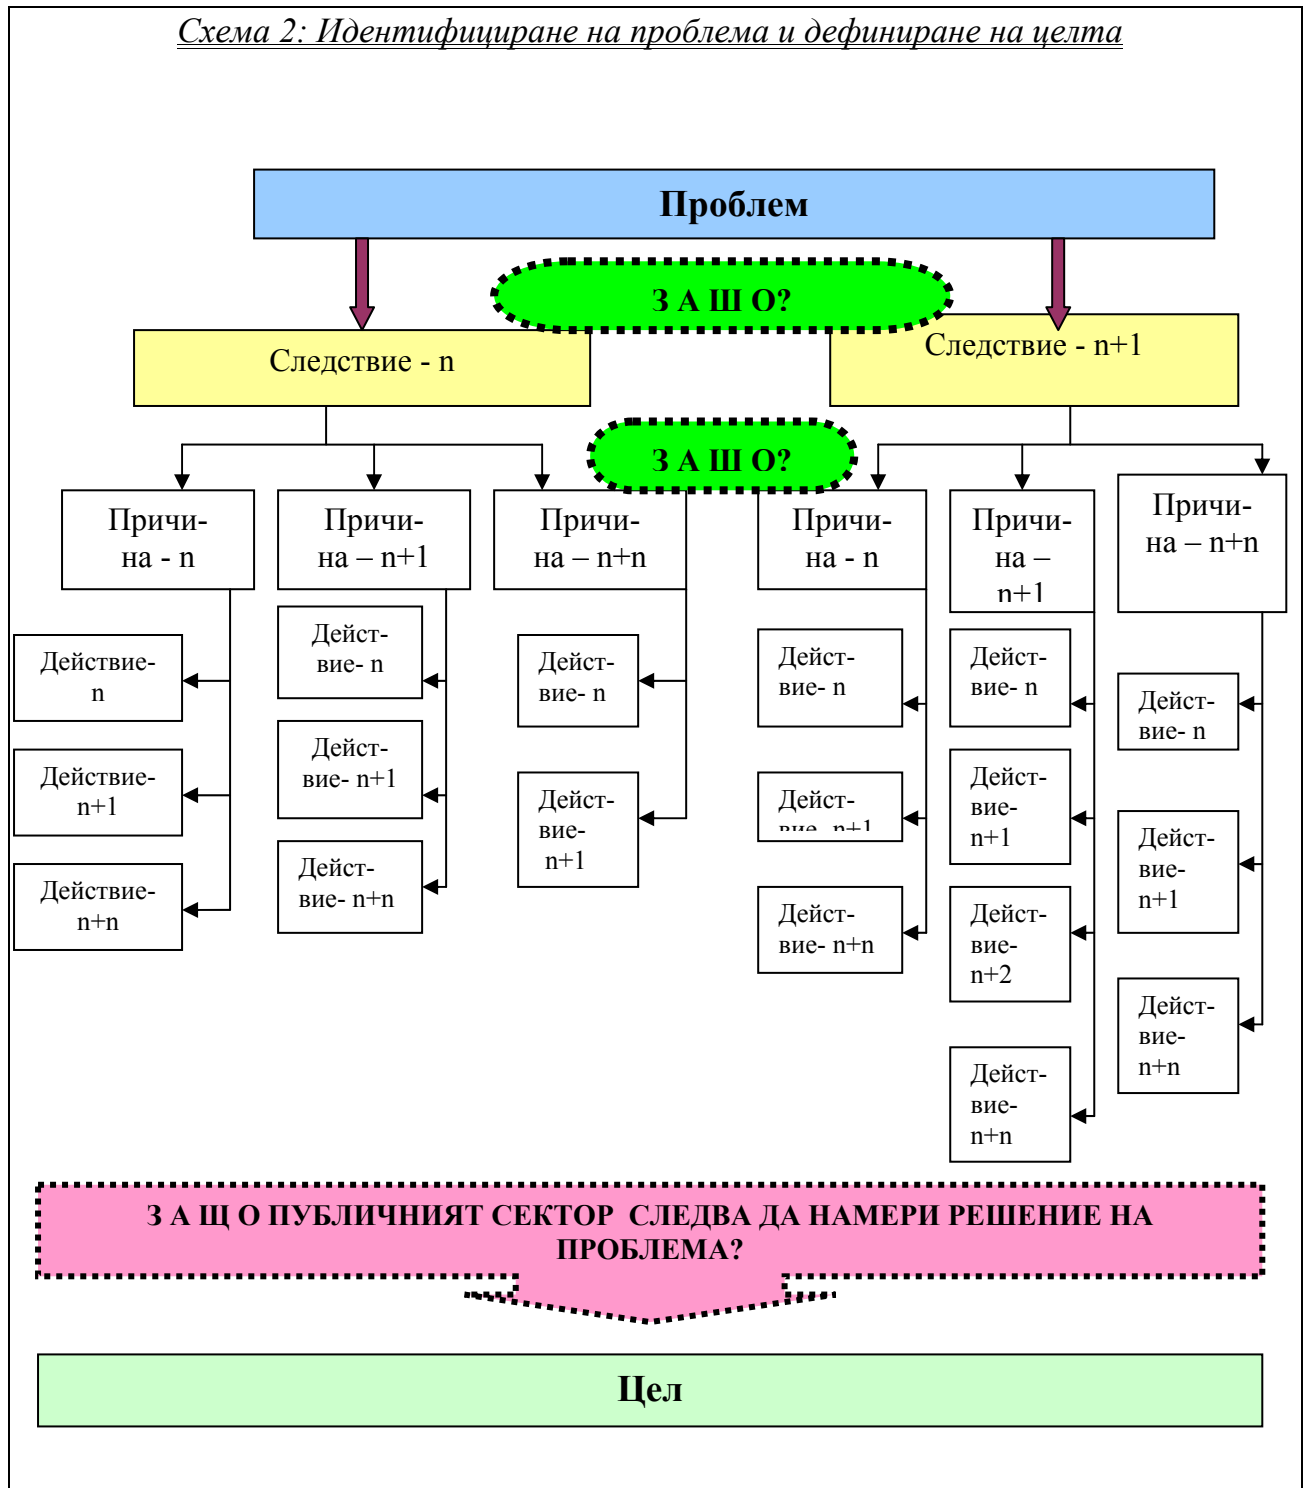 Схема 2: Идентифициране на проблема и дефиниране на целта
Проблем
З А Ш О?
Следствие - n
Следствие - n+1
З А Ш О?
Причи-
на - n
Причи-
на – n+1
Причи-
на – n+n
Причи-
на - n
Причи-
на –
n+1
Причи-
на – n+n
Действие-
n
Действие-
n+1
Действие-
n+n
Дейст-
вие- n
Дейст-
вие- n+1
Дейст-
вие- n+n
Дейст-
вие- n
Дейст-
вие-
n+1
Дейст-
вие- n
Дейст-
вие- n+1
Дейст-
вие- n+n
Дейст-
вие- n
Дейст-
вие-
n+1
Дейст-
вие-
n+2
Дейст-
вие-
n+n
Дейст-
вие- n
Дейст-
вие-
n+1
Дейст-
вие-
n+n
З А Щ О ПУБЛИЧНИЯТ СЕКТОР СЛЕДВА ДА НАМЕРИ РЕШЕНИЕ НА
ПРОБЛЕМА?
Цел